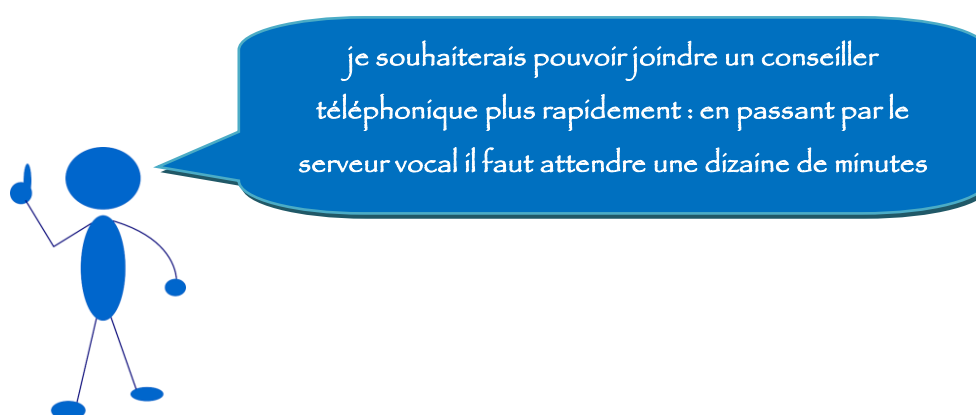 je souhaiterais pouvoir joindre un conseiller
téléphonique plus rapidement : en passant par le
serveur vocal il faut attendre une dizaine de minutes